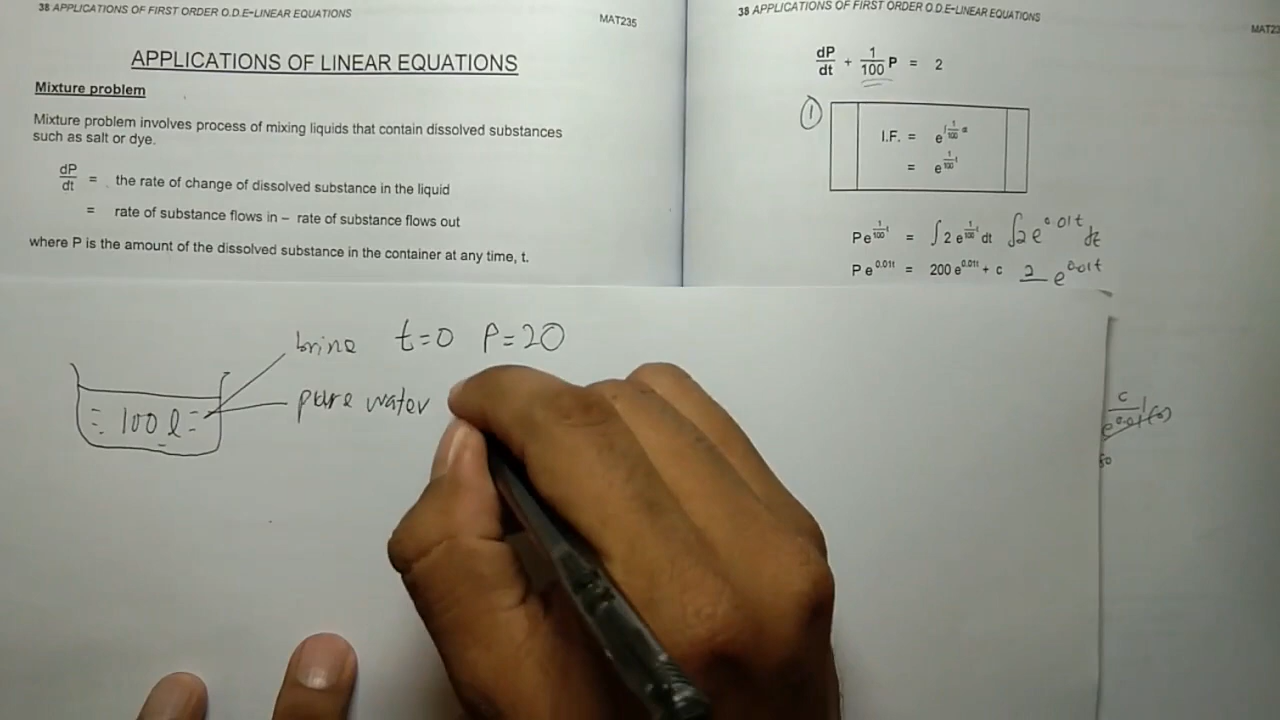 38 APPLICATIONS OF FIRST ORDER O.D.E-LINEAR EQUATIONS
MAT235
APPLICATIONS OF LINEAR EQUATIONS
Mixture problem
Mixture problem involves process of mixing liquids that contain dissolved substances
such as salt or dye.
dP/dt = the rate of change of dissolved substance in the liquid
= rate of substance flows in – rate of substance flows out
where P is the amount of the dissolved substance in the container at any time, t.
38 APPLICATIONS OF FIRST ORDER O.D.E-LINEAR EQUATIONS
MAT23
dP/dt + 1/100 P = 2
1
I.F. = e^∫1/100 dt
= e^1/100 t
P e^1/100 t = ∫ 2 e^1/100 t dt ∫2 e^0.01t dt
P e^0.01t = 200 e^0.01t + c 2 e^0.01t
brine t=0 P=20
pure water
= 100 l =